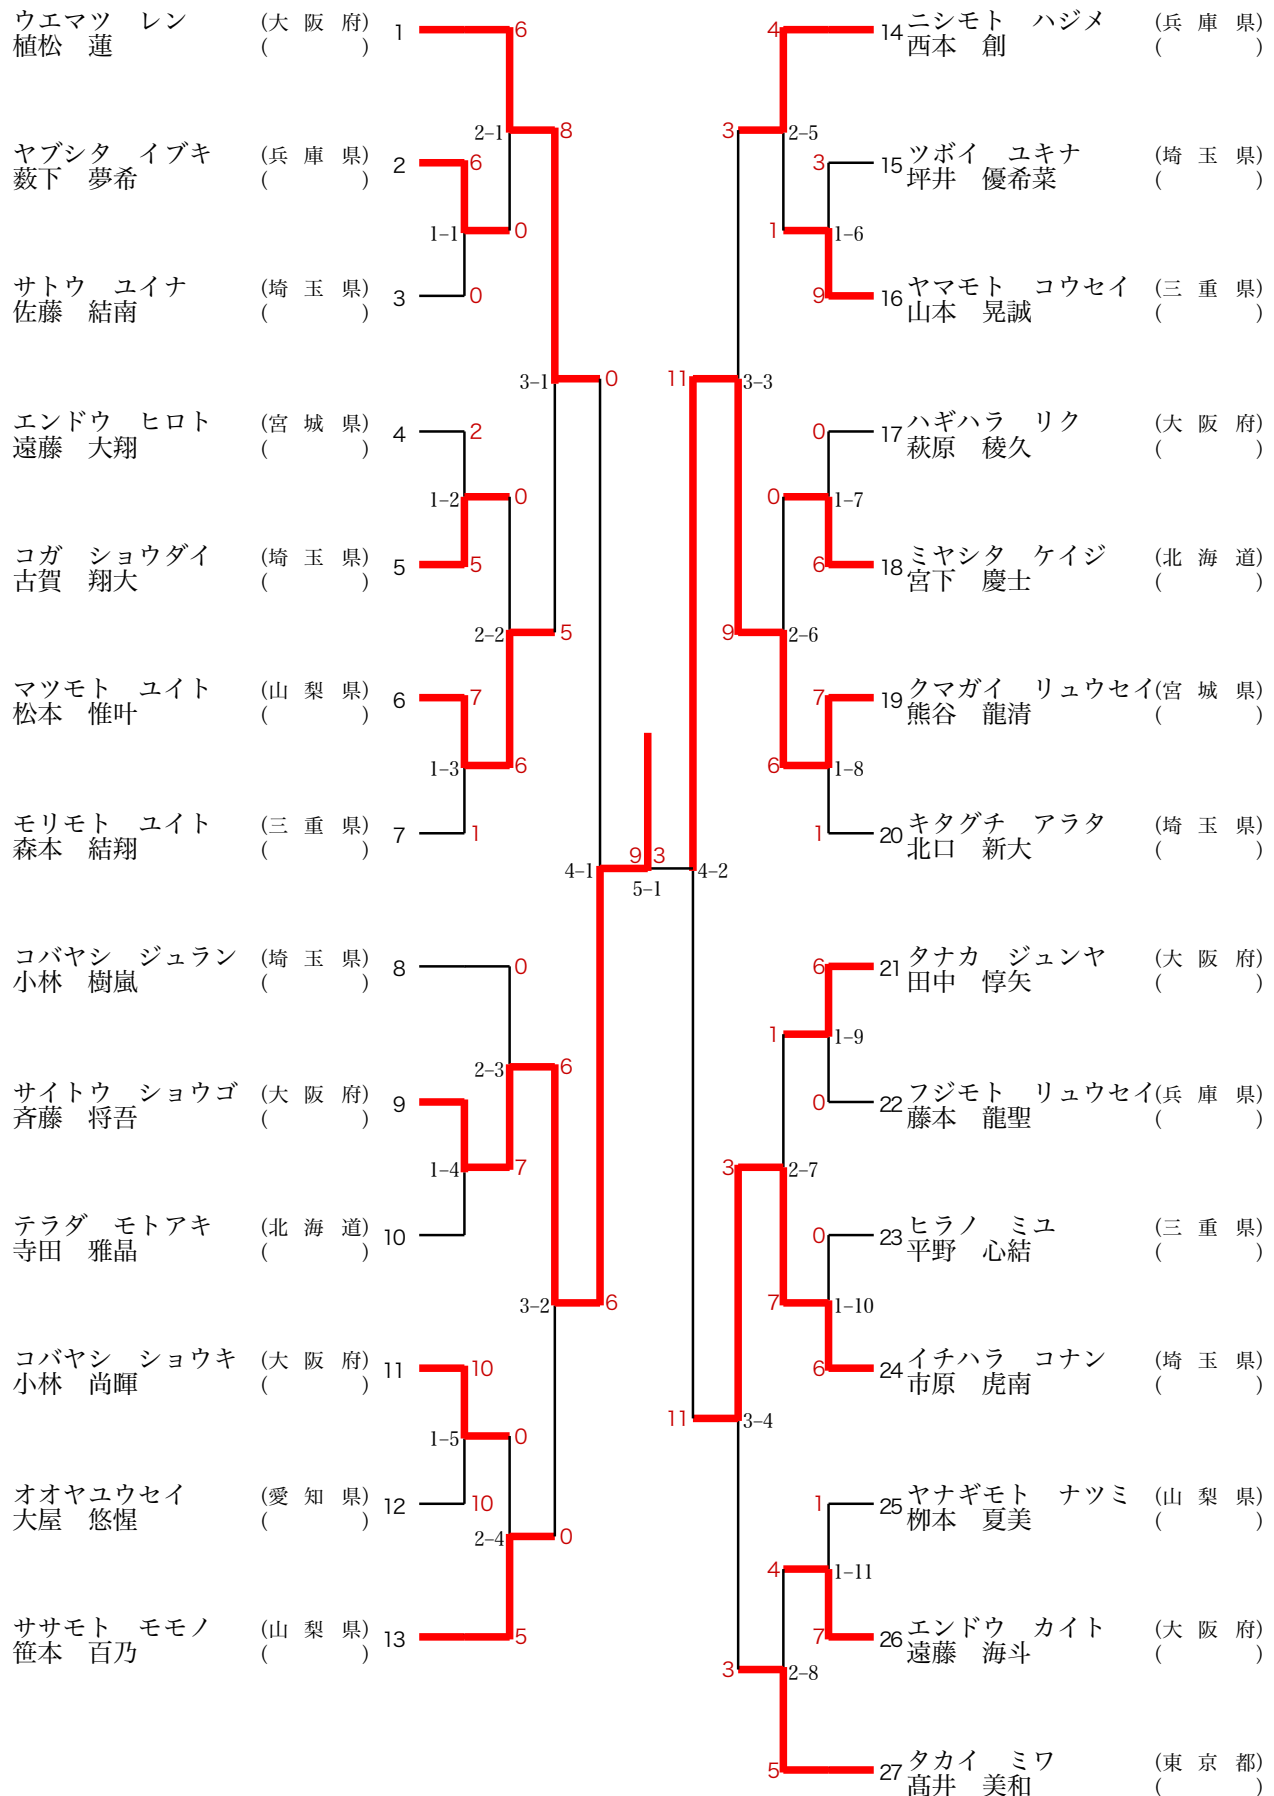 ウエマツ　レン (大 阪 府) 1 6
植松　蓮 ( )
2-1 8
ヤブシタ　イブキ (兵 庫 県) 2 6
薮下　夢希 ( )
1-1 0
サトウ　ユイナ (埼 玉 県) 3 0
佐藤　結南 ( )
3-1 0
エンドウ　ヒロト (宮 城 県) 4 2
遠藤　大翔 ( )
1-2 0
コガ　ショウダイ (埼 玉 県) 5 5
古賀　翔大 ( )
2-2 5
マツモト　ユイト (山 梨 県) 6 7
松本　惟叶 ( )
1-3 6
モリモト　ユイト (三 重 県) 7 1
森本　結翔 ( )
4-1 9 3 4-2
5-1
コバヤシ　ジュラン (埼 玉 県) 8 0
小林　樹嵐 ( )
2-3 6
サイトウ　ショウゴ (大 阪 府) 9
斉藤　将吾 ( )
1-4 7
テラダ　モトアキ (北 海 道) 10
寺田　雅晶 ( )
3-2 6
コバヤシ　ショウキ (大 阪 府) 11 10
小林　尚暉 ( )
1-5 0
オオヤユウセイ (愛 知 県) 12 10
大屋　悠惺 ( )
2-4 0
ササモト　モモノ (山 梨 県) 13 5
笹本　百乃 ( )
4 14 ニシモト　ハジメ (兵 庫 県)
西本　創 ( )
3 2-5
3 15 ツボイ　ユキナ (埼 玉 県)
坪井　優希菜 ( )
1 1-6
9 16 ヤマモト　コウセイ (三 重 県)
山本　晃誠 ( )
11 3-3
0 17 ハギハラ　リク (大 阪 府)
萩原　稜久 ( )
0 1-7
6 18 ミヤシタ　ケイジ (北 海 道)
宮下　慶士 ( )
9 2-6
7 19 クマガイ　リュウセイ (宮 城 県)
熊谷　龍清 ( )
6 1-8
1 20 キタグチ　アラタ (埼 玉 県)
北口　新大 ( )
6 21 タナカ　ジュンヤ (大 阪 府)
田中　惇矢 ( )
1 1-9
0 22 フジモト　リュウセイ (兵 庫 県)
藤本　龍聖 ( )
3 2-7
0 23 ヒラノ　ミユ (三 重 県)
平野　心結 ( )
7 1-10
6 24 イチハラ　コナン (埼 玉 県)
市原　虎南 ( )
11 3-4
1 25 ヤナギモト　ナツミ (山 梨 県)
栁本　夏美 ( )
4 1-11
7 26 エンドウ　カイト (大 阪 府)
遠藤　海斗 ( )
3 2-8
5 27 タカイ　ミワ (東 京 都)
髙井　美和 ( )